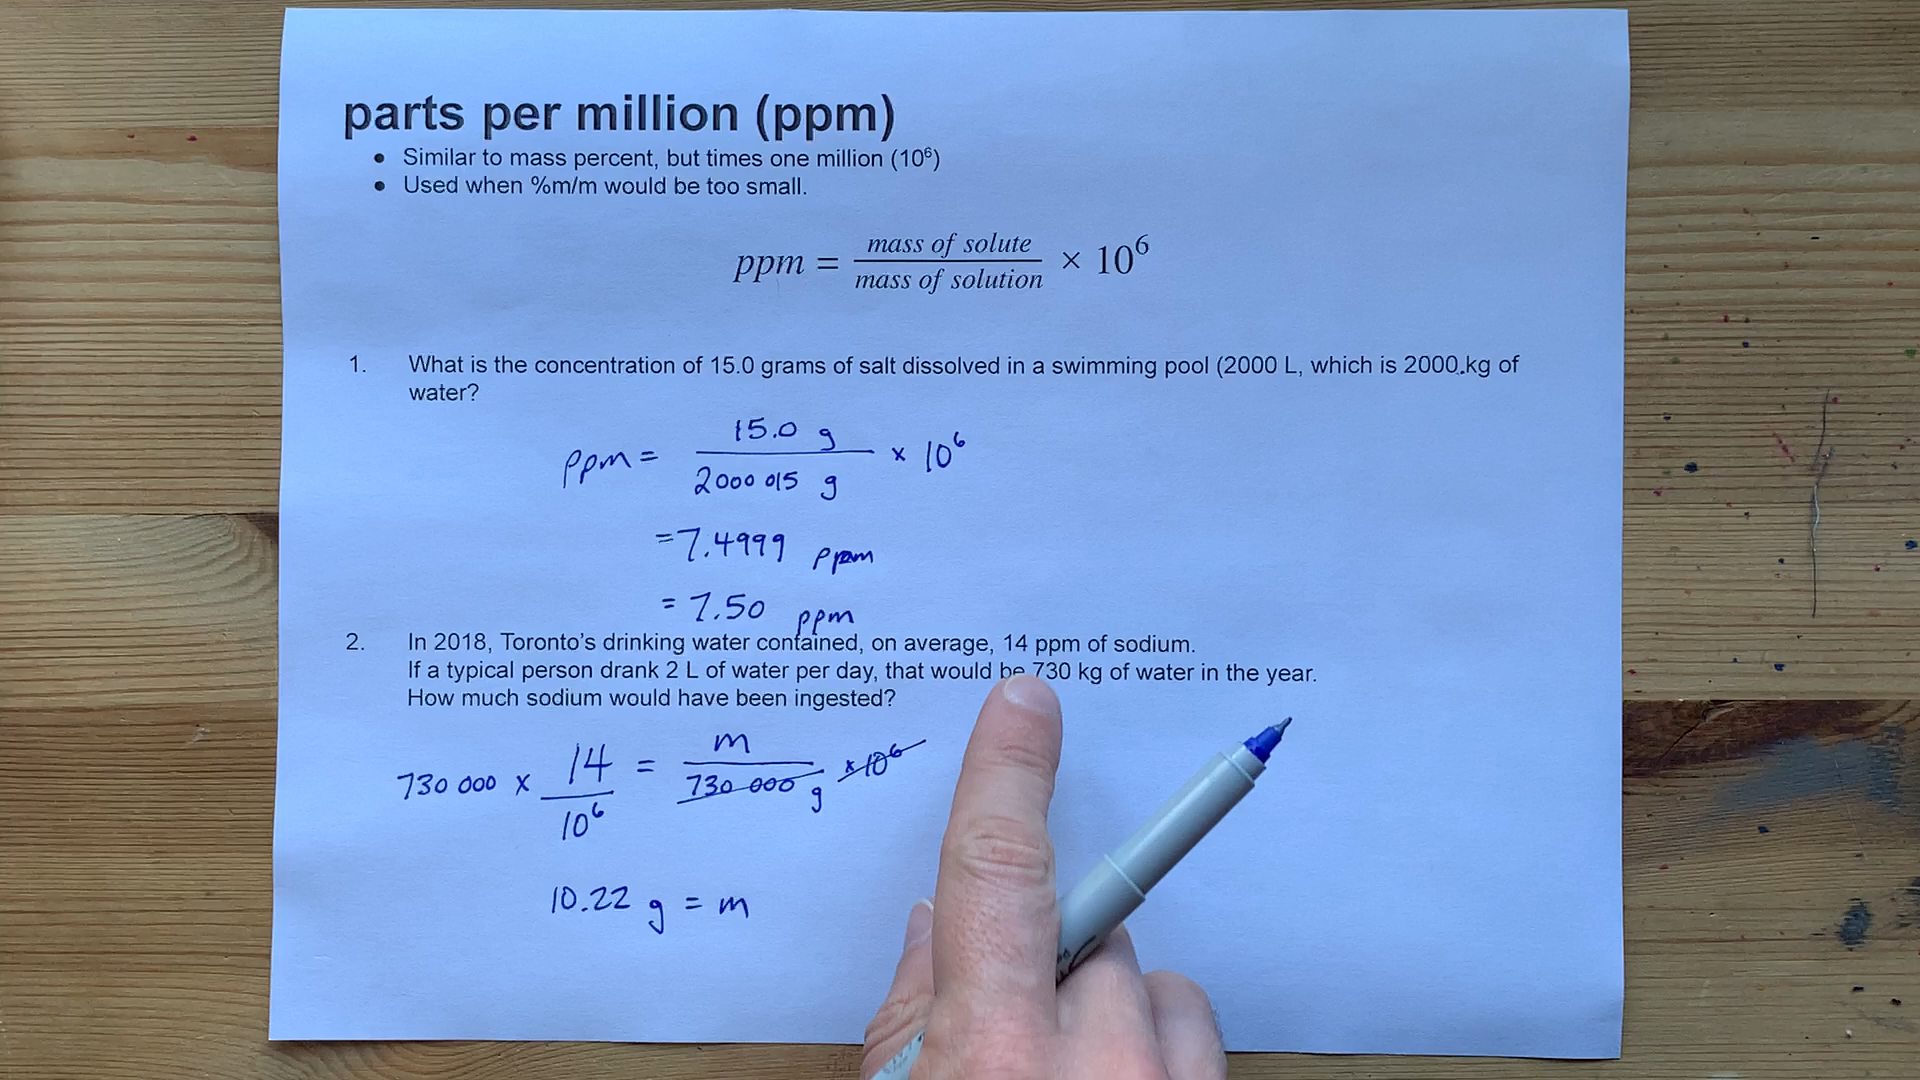 parts per million (ppm)
• Similar to mass percent, but times one million (10⁶)
• Used when %m/m would be too small.
ppm = mass of solute / mass of solution × 10⁶
1. What is the concentration of 15.0 grams of salt dissolved in a swimming pool (2000 L, which is 2000.kg of
water?
ppm = 15.0 g / 2000 015 g × 10⁶
= 7.4999 ppm
= 7.50 ppm
2. In 2018, Toronto's drinking water contained, on average, 14 ppm of sodium.
If a typical person drank 2 L of water per day, that would be 730 kg of water in the year.
How much sodium would have been ingested?
730 000 × 14 / 10⁶ = m / 730 000 g × 10⁶
10.22 g = m